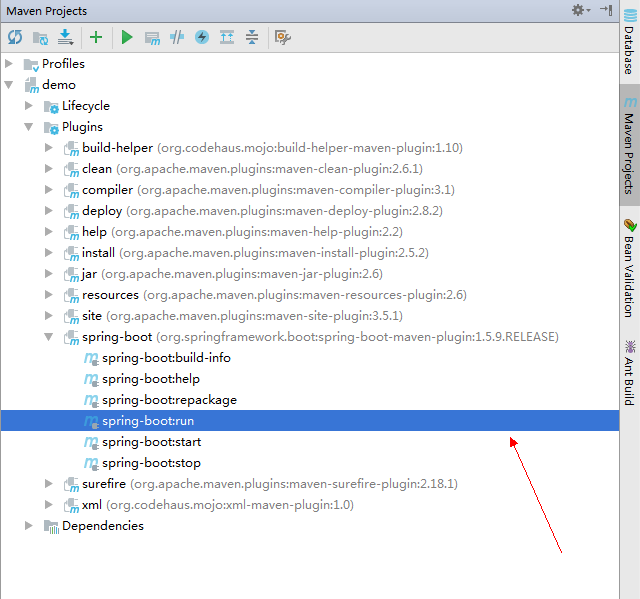 Maven Projects
Profiles
demo
Lifecycle
Plugins
build-helper (org.codehaus.mojo:build-helper-maven-plugin:1.10)
clean (org.apache.maven.plugins:maven-clean-plugin:2.6.1)
compiler (org.apache.maven.plugins:maven-compiler-plugin:3.1)
deploy (org.apache.maven.plugins:maven-deploy-plugin:2.8.2)
help (org.apache.maven.plugins:maven-help-plugin:2.2)
install (org.apache.maven.plugins:maven-install-plugin:2.5.2)
jar (org.apache.maven.plugins:maven-jar-plugin:2.6)
resources (org.apache.maven.plugins:maven-resources-plugin:2.6)
site (org.apache.maven.plugins:maven-site-plugin:3.5.1)
spring-boot (org.springframework.boot:spring-boot-maven-plugin:1.5.9.RELEASE)
spring-boot:build-info
spring-boot:help
spring-boot:repackage
spring-boot:run
spring-boot:start
spring-boot:stop
surefire (org.apache.maven.plugins:maven-surefire-plugin:2.18.1)
xml (org.codehaus.mojo:xml-maven-plugin:1.0)
Dependencies
Database
Maven Projects
Bean Validation
Ant Build